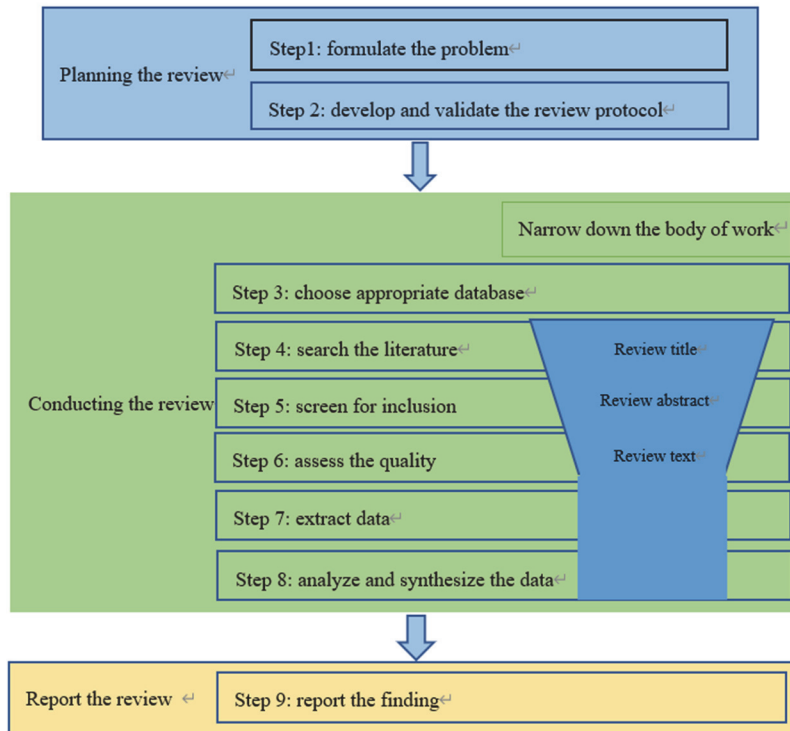 Step1: formulate the problem↵
Planning the review↵
Step 2: develop and validate the review protocol↵
Narrow down the body of work↵
Step 3: choose appropriate database↵
Step 4: search the literature↵
Review title↵
Conducting the review
Step 5: screen for inclusion
Review abstract↵
Step 6: assess the quality
Review text↵
Step 7: extract data↵
Step 8: analyze and synthesize the data↵
Report the review ↵
Step 9: report the finding↵